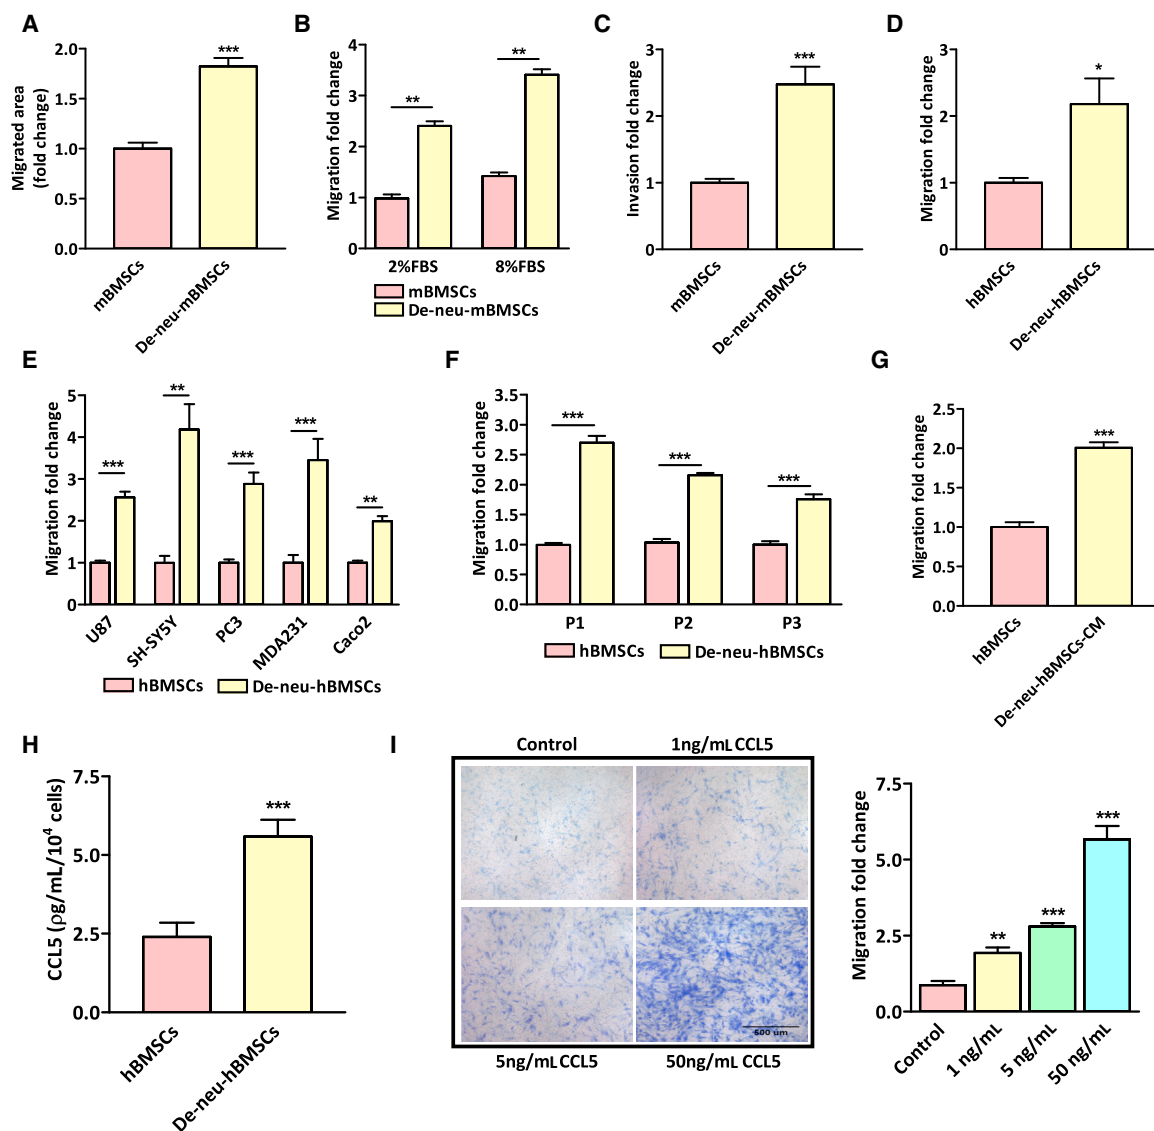 A
Migrated area
(fold change)
2.0
1.5
1.0
0.5
0.0
***
mBMSCs
De-neu-mBMSCs
B
Migration fold change
4
3
2
1
0
**
**
2%FBS
8%FBS
mBMSCs
De-neu-mBMSCs
C
Invasion fold change
3
2
1
0
***
mBMSCs
De-neu-mBMSCs
D
Migration fold change
3
2
1
0
*
hBMSCs
De-neu-hBMSCs
E
Migration fold change
5
4
3
2
1
0
***
**
***
***
**
U87
SH-SY5Y
PC3
MDA231
Caco2
hBMSCs
De-neu-hBMSCs
F
Migration fold change
3.5
3.0
2.5
2.0
1.5
1.0
0.5
0.0
***
***
***
P1
P2
P3
hBMSCs
De-neu-hBMSCs
G
Migration fold change
2.5
2.0
1.5
1.0
0.5
0.0
***
hBMSCs
De-neu-hBMSCs-CM
H
CCL5 (ρg/mL/10⁴ cells)
7.5
5.0
2.5
0.0
***
hBMSCs
De-neu-hBMSCs
I
Control
1ng/mL CCL5
5ng/mL CCL5
50ng/mL CCL5
500 um
Migration fold change
7.5
5.0
2.5
0.0
**
***
***
Control
1 ng/mL
5 ng/mL
50 ng/mL